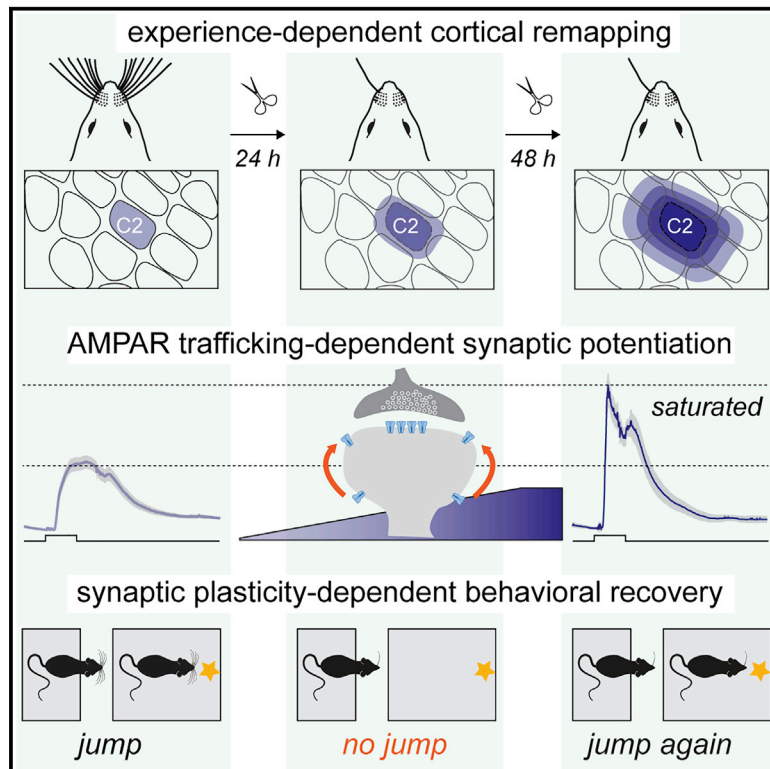 experience-dependent cortical remapping
24 h
48 h
C2
C2
C2
AMPAR trafficking-dependent synaptic potentiation
saturated
synaptic plasticity-dependent behavioral recovery
jump
no jump
jump again